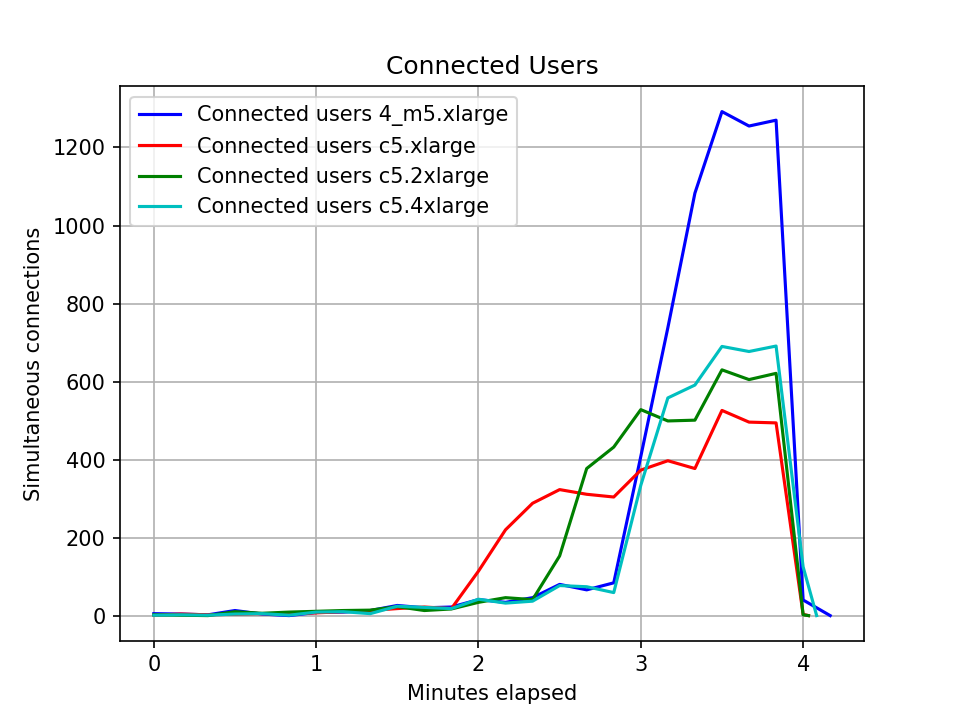 Connected Users
Connected users 4_m5.xlarge
Connected users c5.xlarge
Connected users c5.2xlarge
Connected users c5.4xlarge
Simultaneous connections
1200
1000
800
600
400
200
0
0 1 2 3 4
Minutes elapsed